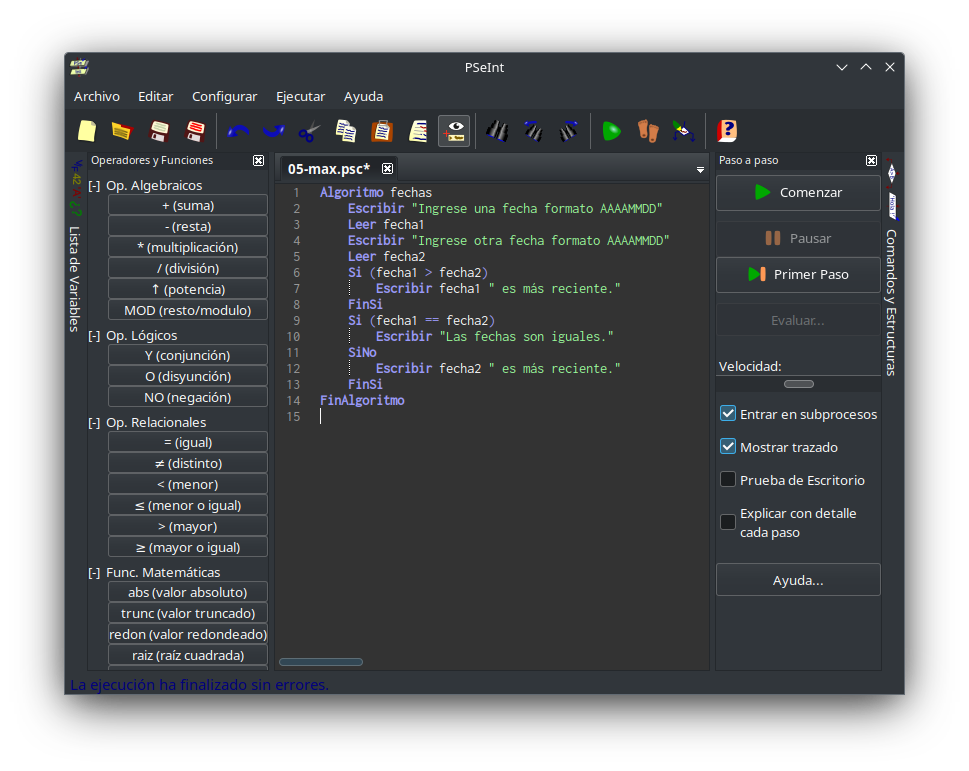 PSeInt
Archivo Editar Configurar Ejecutar Ayuda
Lista de Variables
Operadores y Funciones
[-] Op. Algebraicos
+ (suma)
- (resta)
* (multiplicación)
/ (división)
↑ (potencia)
MOD (resto/modulo)
[-] Op. Lógicos
Y (conjunción)
O (disyunción)
NO (negación)
[-] Op. Relacionales
= (igual)
≠ (distinto)
< (menor)
≤ (menor o igual)
> (mayor)
≥ (mayor o igual)
[-] Func. Matemáticas
abs (valor absoluto)
trunc (valor truncado)
redon (valor redondeado)
raiz (raíz cuadrada)
05-max.psc*
1 Algoritmo fechas
2 Escribir "Ingrese una fecha formato AAAAMMDD"
3 Leer fecha1
4 Escribir "Ingrese otra fecha formato AAAAMMDD"
5 Leer fecha2
6 Si (fecha1 > fecha2)
7 Escribir fecha1 " es más reciente."
8 FinSi
9 Si (fecha1 == fecha2)
10 Escribir "Las fechas son iguales."
11 SiNo
12 Escribir fecha2 " es más reciente."
13 FinSi
14 FinAlgoritmo
15
Paso a paso
Comenzar
Pausar
Primer Paso
Evaluar...
Velocidad:
Entrar en subprocesos
Mostrar trazado
Prueba de Escritorio
Explicar con detalle
cada paso
Ayuda...
Comandos y Estructuras
La ejecución ha finalizado sin errores.